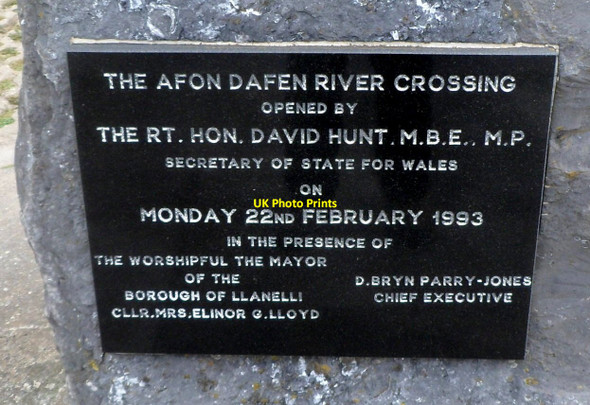 THE AFON DAFEN RIVER CROSSING
OPENED BY
THE RT. HON. DAVID HUNT, M.B.E., M.P.
SECRETARY OF STATE FOR WALES
ON
UK Photo Prints
MONDAY 22ND FEBRUARY 1993
IN THE PRESENCE OF
THE WORSHIPFUL THE MAYOR
OF THE
BOROUGH OF LLANELLI
CLLR.MRS.ELINOR G.LLOYD
D.BRYN PARRY-JONES
CHIEF EXECUTIVE